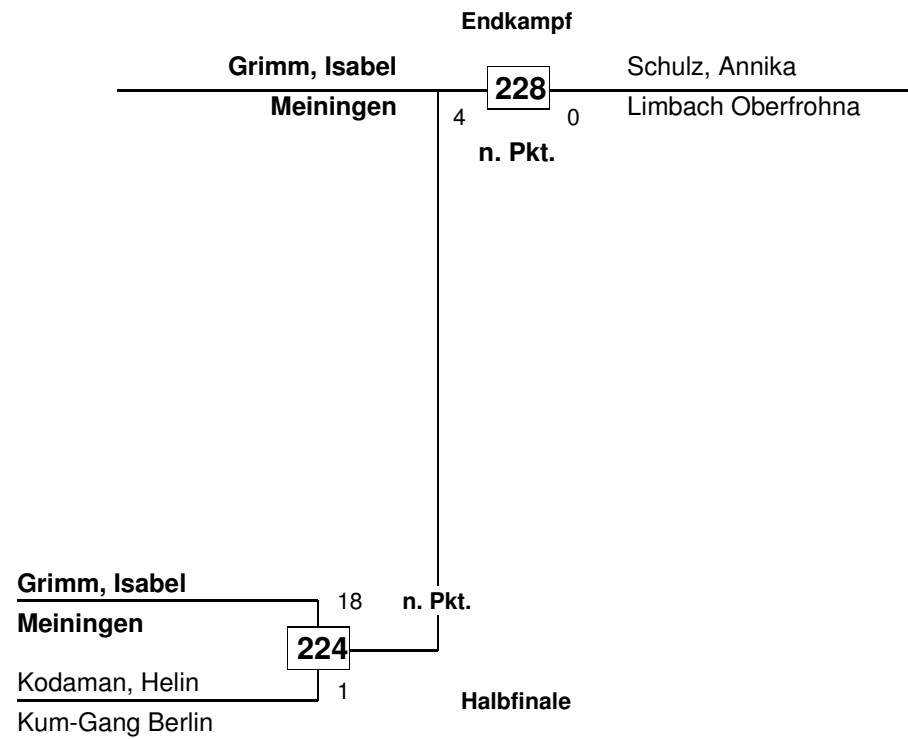 Endkampf
Grimm, Isabel
Meiningen
228
4
0
n. Pkt.
Schulz, Annika
Limbach Oberfrohna
Grimm, Isabel
Meiningen
18
n. Pkt.
224
Kodaman, Helin
Kum-Gang Berlin
1
Halbfinale